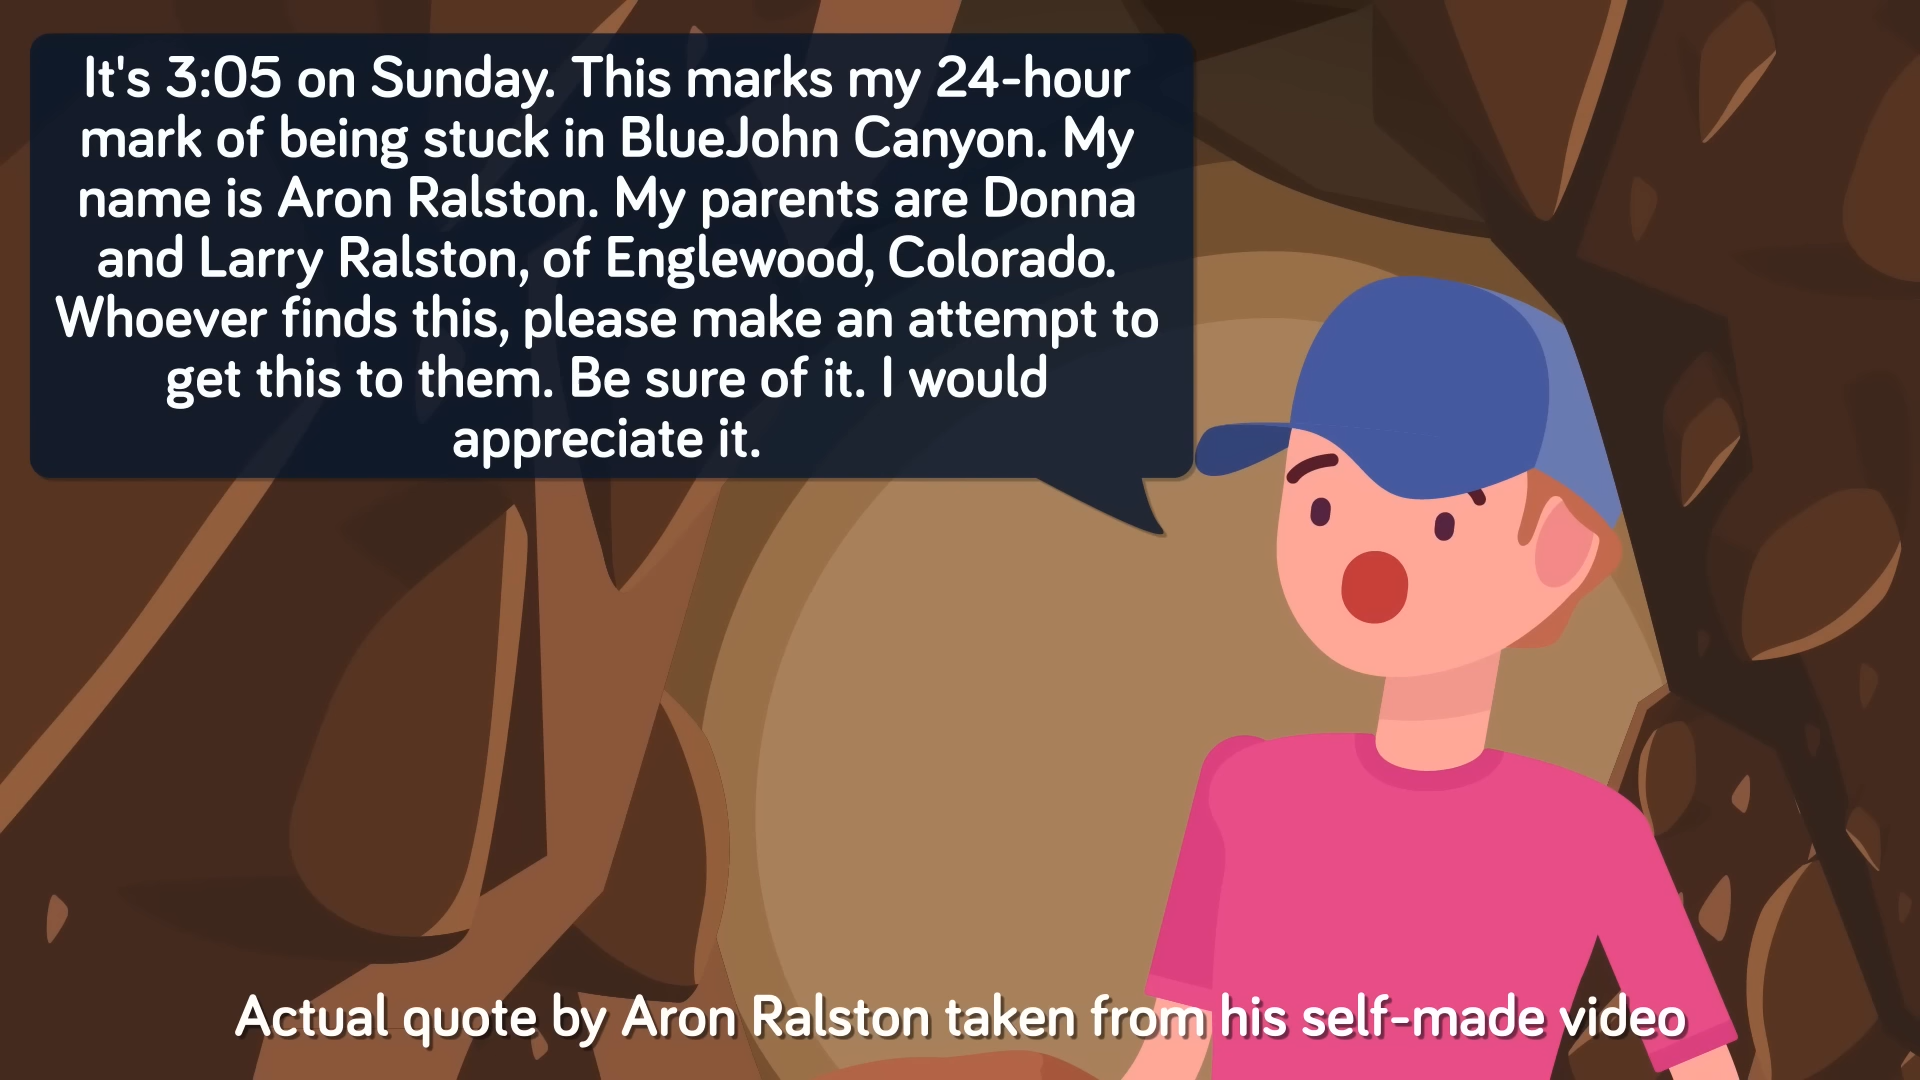 It's 3:05 on Sunday. This marks my 24-hour
mark of being stuck in BlueJohn Canyon. My
name is Aron Ralston. My parents are Donna
and Larry Ralston, of Englewood, Colorado.
Whoever finds this, please make an attempt to
get this to them. Be sure of it. I would
appreciate it.
Actual quote by Aron Ralston taken from his self-made video